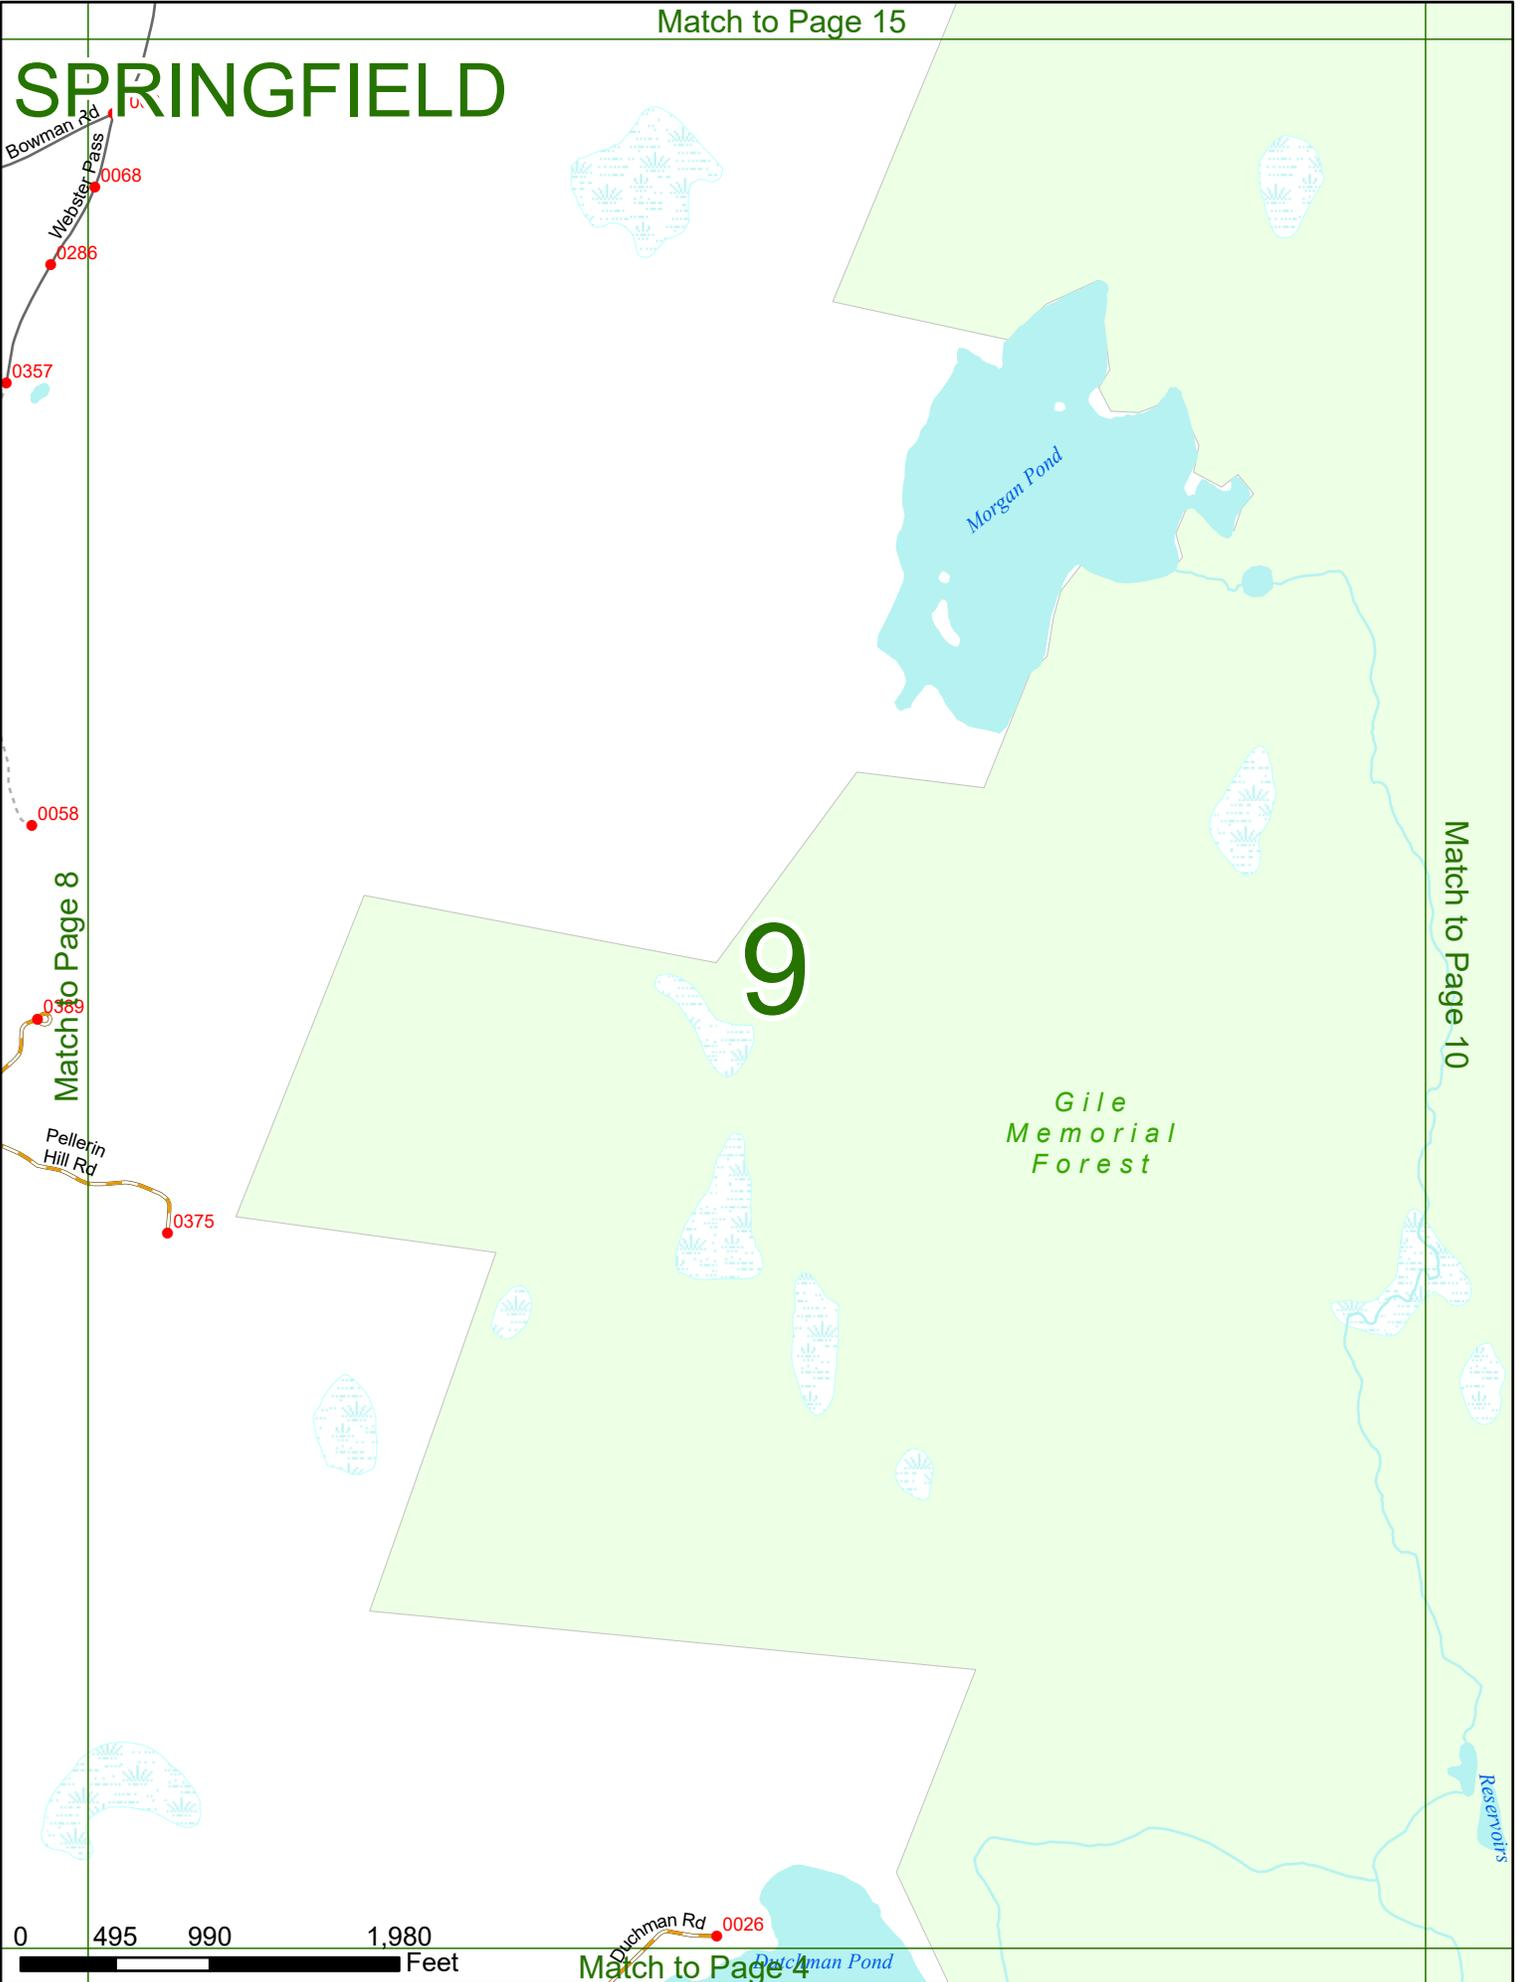 Match to Page 15
SPRINGFIELD
Bowman Rd
Webster Pass
0068
0286
0357
Morgan Pond
0058
Match to Page 8
Match to Page 10
9
0389
Gile
Memorial
Forest
Pellerin
Hill Rd
0375
Reservoirs
0 495 990 1,980
Feet
Duchman Rd
0026
Dutchman Pond
Match to Page 4